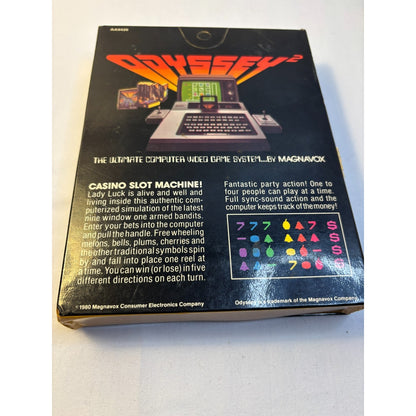 ODYSSEY²
THE ULTIMATE COMPUTER VIDEO GAME SYSTEM...BY MAGNAVOX
CASINO SLOT MACHINE!
Lady Luck is alive and well and
living inside this authentic com-
puterized simulation of the latest
nine window one armed bandits.
Enter your bets into the computer
and pull the handle. Free wheeling
melons, bells, plums, cherries and
the other traditional symbols spin
by and fall into place one reel at
a time. You can win (or lose) in five
different directions on each turn.
Fantastic party action! One to
four people can play at a time.
Full sync-sound action and the
computer keeps track of the money!
©1980 Magnavox Consumer Electronics Company
Odyssey is a trademark of the Magnavox Company